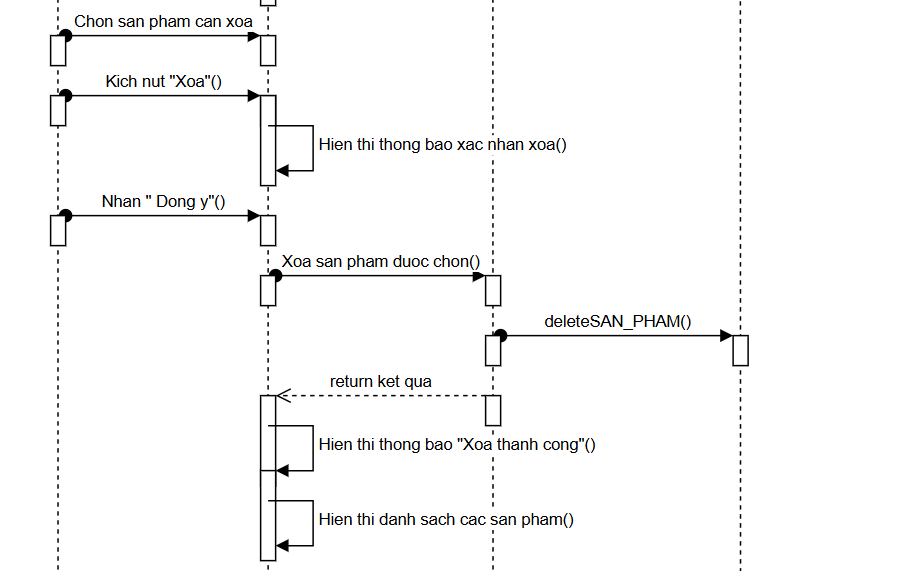 Chon san pham can xoa
Kich nut "Xoa"()
Hien thi thong bao xac nhan xoa()
Nhan " Dong y"()
Xoa san pham duoc chon()
deleteSAN_PHAM()
return ket qua
Hien thi thong bao "Xoa thanh cong"()
Hien thi danh sach cac san pham()